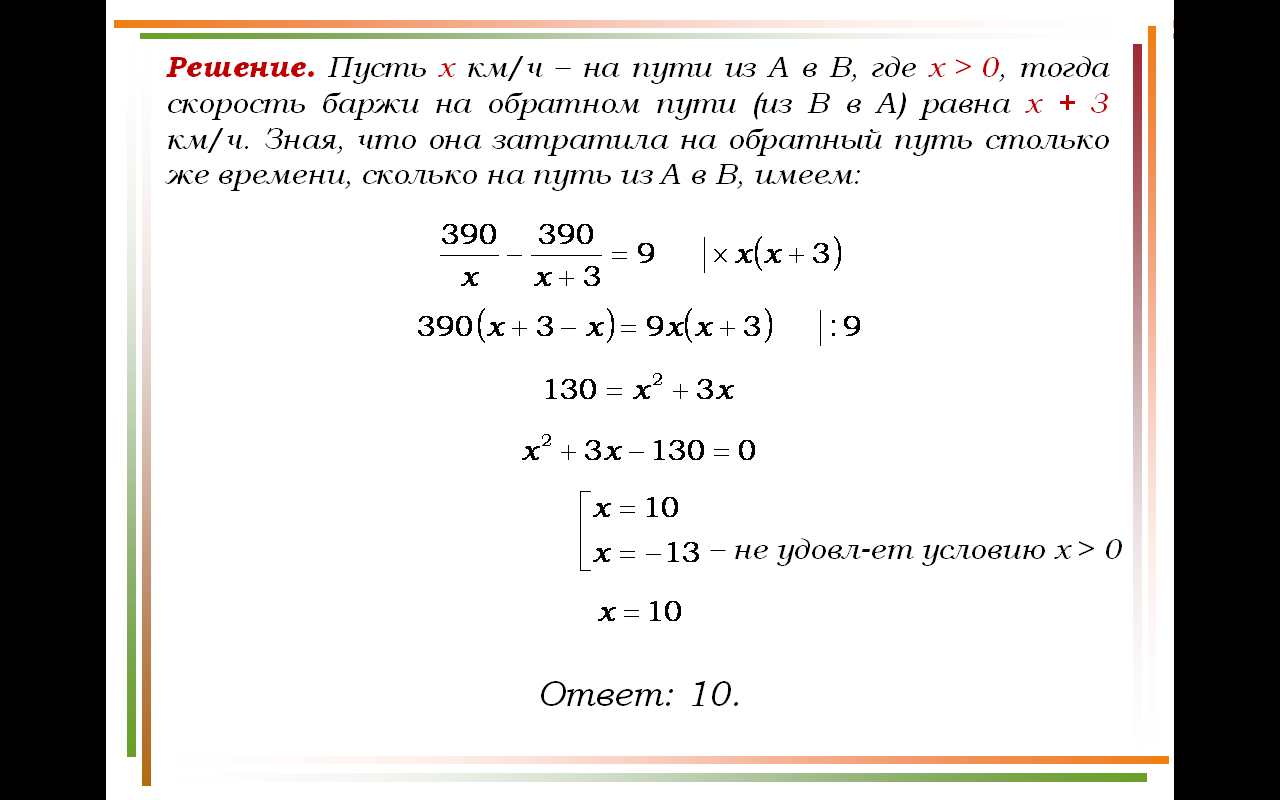 Решение. Пусть х км/ч – на пути из А в В, где х > 0, тогда
скорость баржи на обратном пути (из В в А) равна х + 3
км/ч. Зная, что она затратила на обратный путь столько
же времени, сколько на путь из А в В, имеем:
390/x − 390/(x + 3) = 9 | × x(x + 3)
390(x + 3 − x) = 9x(x + 3) | : 9
130 = x² + 3x
x² + 3x − 130 = 0
[ x = 10
x = −13 – не удовл-ет условию х > 0
x = 10
Ответ: 10.